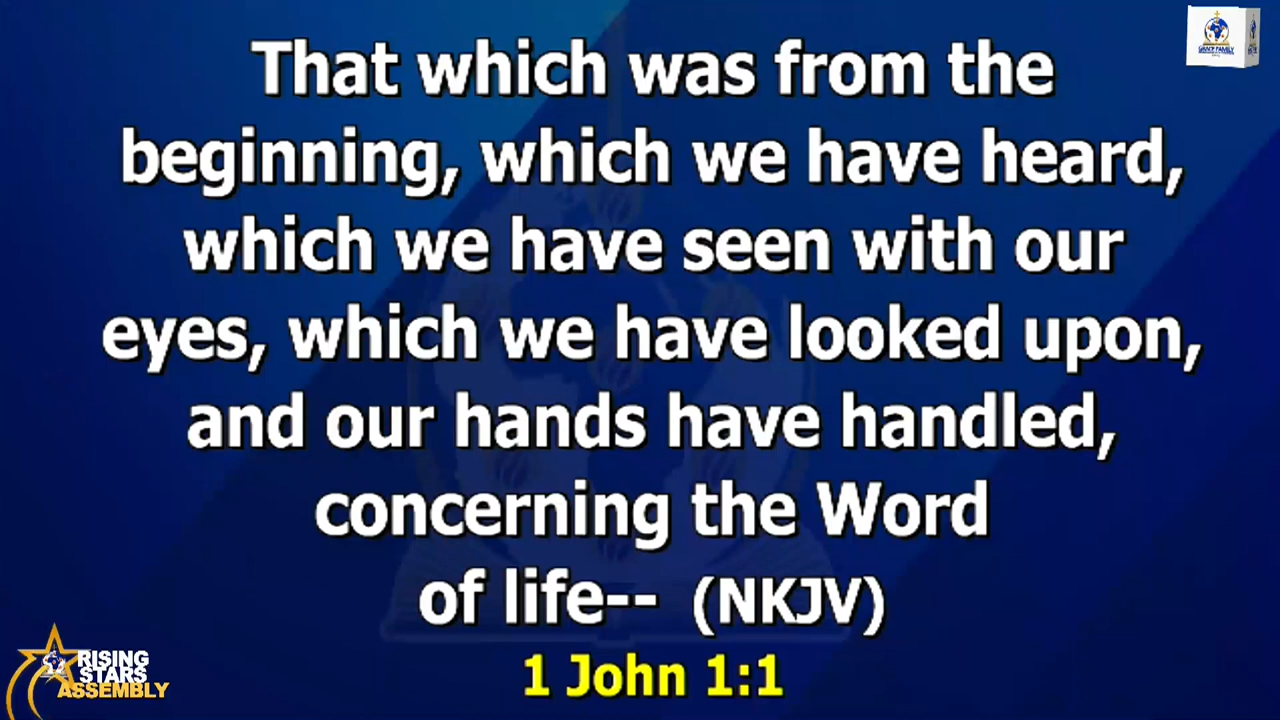 That which was from the
beginning, which we have heard,
which we have seen with our
eyes, which we have looked upon,
and our hands have handled,
concerning the Word
of life-- (NKJV)
1 John 1:1
RISING
STARS
ASSEMBLY
GRACE FAMILY